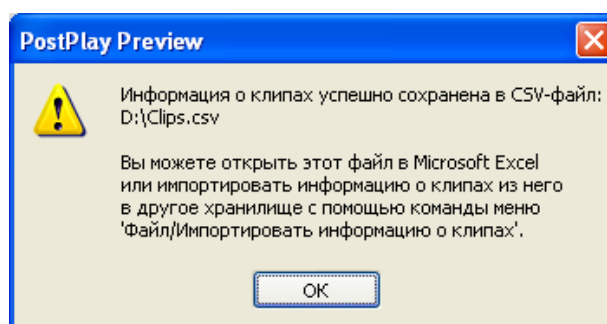 PostPlay Preview
Информация о клипах успешно сохранена в CSV-файл:
D:\Clips.csv
Вы можете открыть этот файл в Microsoft Excel
или импортировать информацию о клипах из него
в другое хранилище с помощью команды меню
'Файл/Импортировать информацию о клипах'.
OK